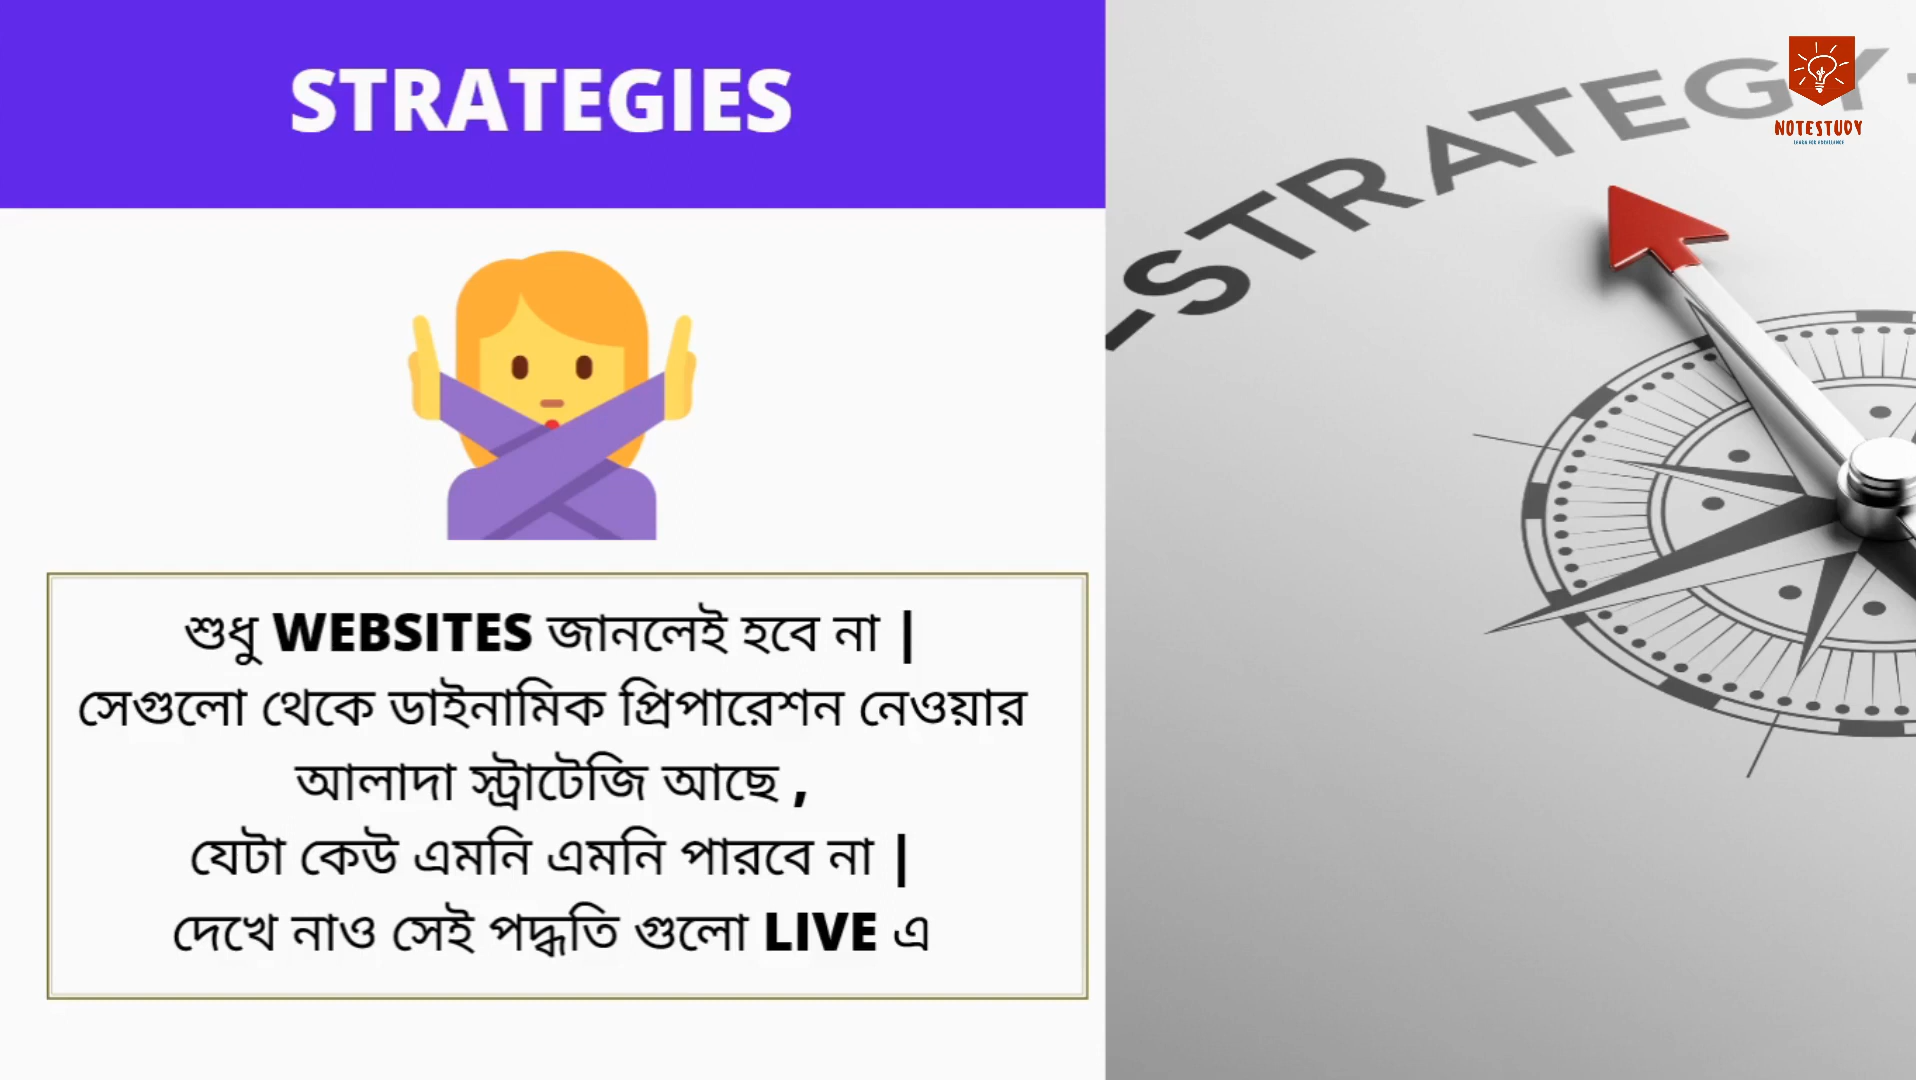 STRATEGIES
-STRATEGY-
NOTESTUDY
শুধু WEBSITES জানলেই হবে না |
সেগুলো থেকে ডাইনামিক প্রিপারেশন নেওয়ার
আলাদা স্ট্রাটেজি আছে ,
যেটা কেউ এমনি এমনি পারবে না |
দেখে নাও সেই পদ্ধতি গুলো LIVE এ